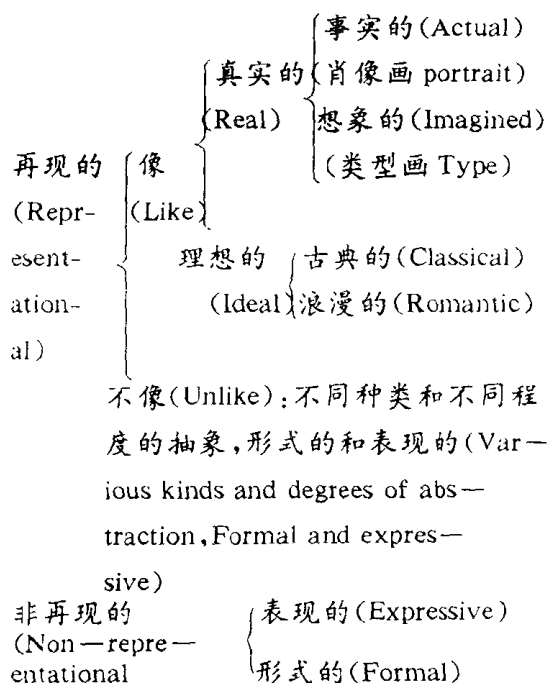 事实的(Actual)
真实的(肖像画 portrait)
(Real) 想象的(Imagined)
再现的 像 (类型画 Type)
(Repr- (Like)
esent- 理想的 古典的(Classical)
ation- (Ideal) 浪漫的(Romantic)
al)
不像(Unlike):不同种类和不同程
度的抽象,形式的和表现的(Var—
ious kinds and degrees of abs—
traction,Formal and expres—
sive)
非再现的 表现的(Expressive)
(Non—repre—
entational 形式的(Formal)